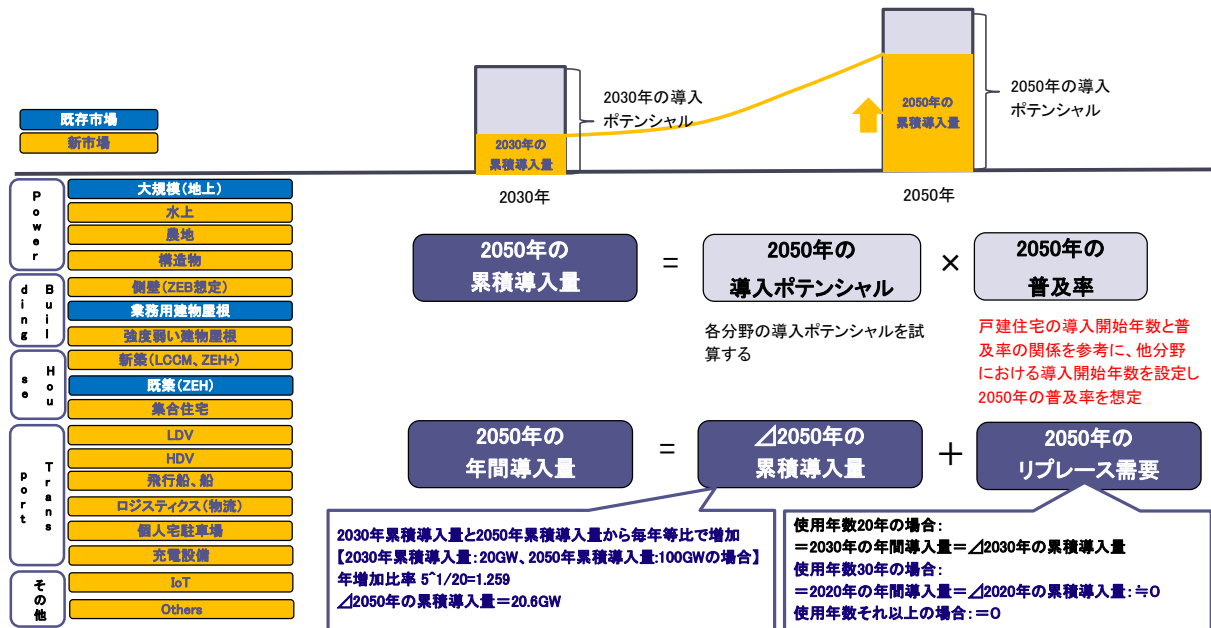 2030年の導入
ポテンシャル
2050年の導入
ポテンシャル
2050年の
累積導入量
2030年の
累積導入量
2030年
2050年
既存市場
新市場
Power
大規模(地上)
水上
農地
構造物
Building
側壁(ZEB想定)
業務用建物屋根
強度弱い建物屋根
House
新築(LCCM、ZEH+)
既築(ZEH)
集合住宅
Transport
LDV
HDV
飛行船、船
ロジスティクス(物流)
個人宅駐車場
充電設備
その他
IoT
Others
2050年の
累積導入量
=
2050年の
導入ポテンシャル
×
2050年の
普及率
各分野の導入ポテンシャルを試
算する
戸建住宅の導入開始年数と普
及率の関係を参考に、他分野
における導入開始年数を設定し
2050年の普及率を想定
2050年の
年間導入量
=
⊿2050年の
累積導入量
+
2050年の
リプレース需要
2030年累積導入量と2050年累積導入量から毎年等比で増加
【2030年累積導入量:20GW、2050年累積導入量:100GWの場合】
年増加比率 5^1/20=1.259
⊿2050年の累積導入量=20.6GW
使用年数20年の場合:
=2030年の年間導入量=⊿2030年の累積導入量
使用年数30年の場合:
=2020年の年間導入量=⊿2020年の累積導入量:≒0
使用年数それ以上の場合:=0